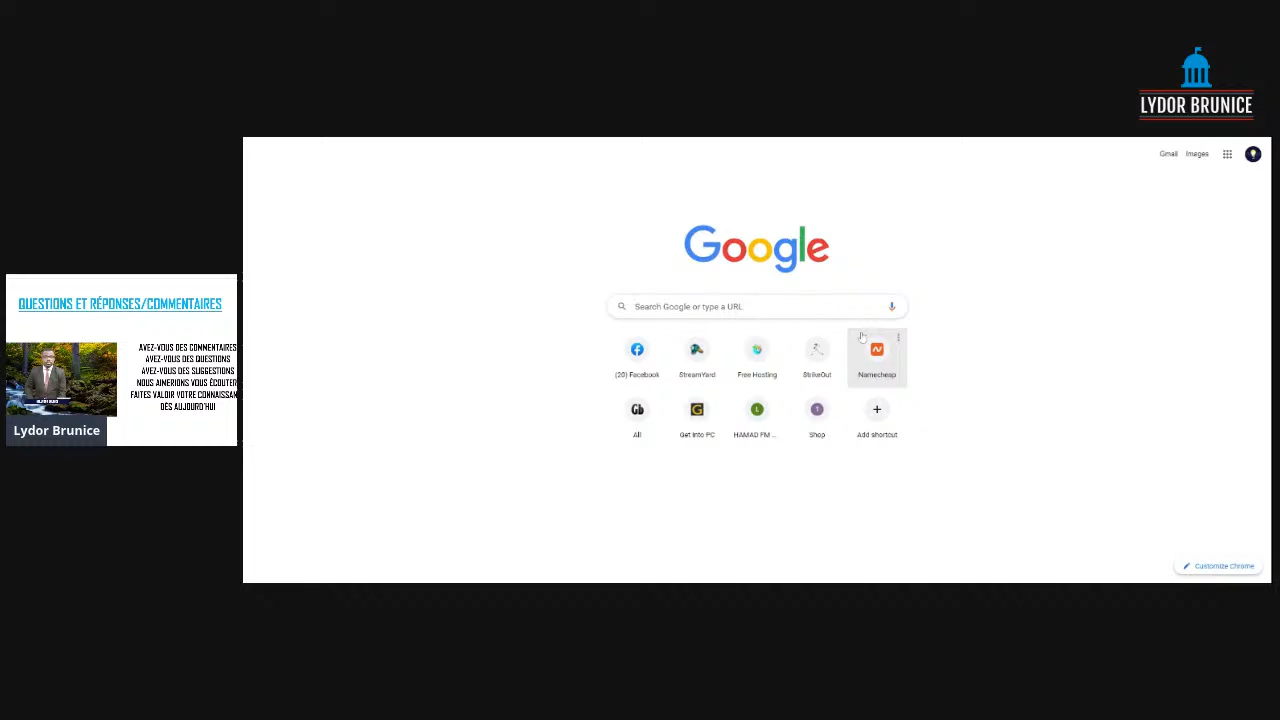 LYDOR BRUNICE
Gmail Images
Google
Search Google or type a URL
(20) Facebook StreamYard Free Hosting StrikeOut Namecheap
Gb G L T
All Get Into PC HAMAD FM ... Shop Add shortcut
Customize Chrome
QUESTIONS ET RÉPONSES/COMMENTAIRES
AVEZ-VOUS DES COMMENTAIRES
AVEZ-VOUS DES QUESTIONS
AVEZ-VOUS DES SUGGESTIONS
NOUS AIMERIONS VOUS ÉCOUTER
FAITES VALOIR VOTRE CONNAISSAN
DÈS AUJOURD'HUI
Lydor Brunice